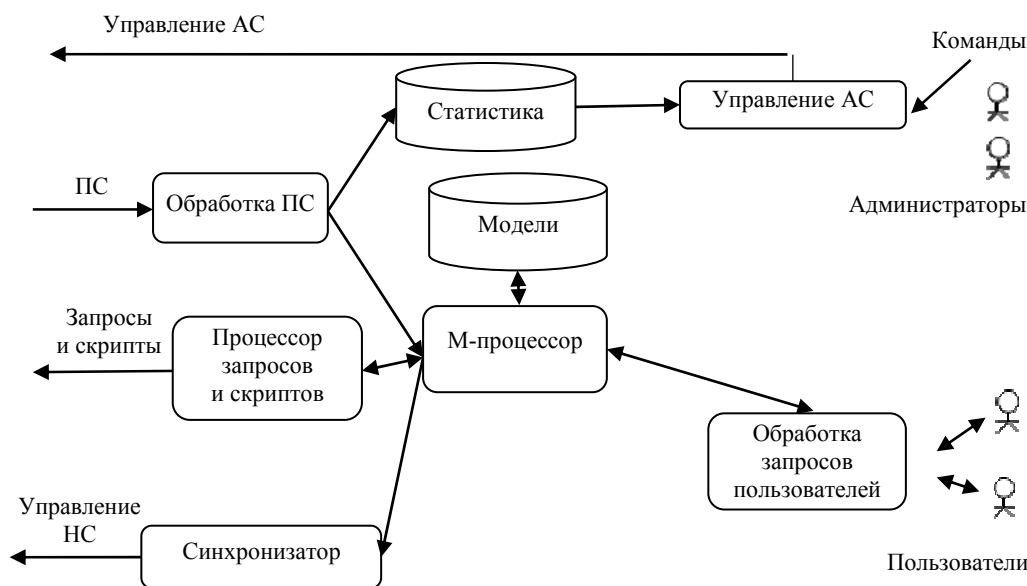 Управление АС
Команды
Статистика
Управление АС
ПС
Обработка ПС
Модели
Администраторы
Запросы
и скрипты
Процессор
запросов
и скриптов
М-процессор
Обработка
запросов
пользователей
Управление
НС
Синхронизатор
Пользователи